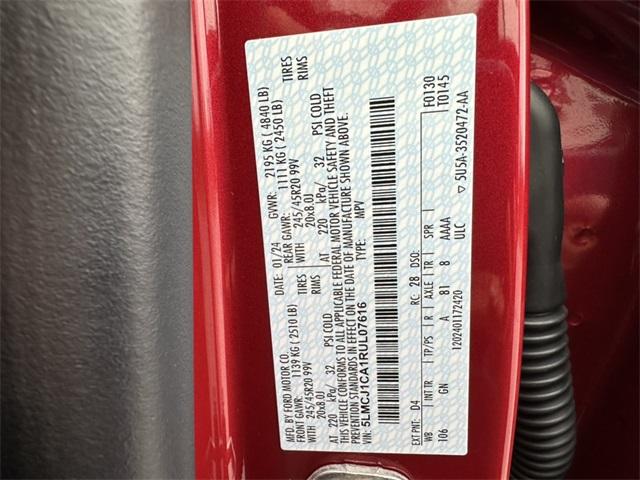 MFD. BY FORD MOTOR CO.
DATE: 01/24 GVWR: 2195 KG ( 4840 LB)
FRONT GAWR: 1139 KG ( 2510 LB) REAR GAWR: 1111 KG ( 2450 LB)
WITH 245/45R20 99V TIRES WITH 245/45R20 99V TIRES
20x8.0J RIMS 20x8.0J RIMS
AT 220 kPa/ 32 PSI COLD AT 220 kPa/ 32 PSI COLD
THIS VEHICLE CONFORMS TO ALL APPLICABLE FEDERAL MOTOR VEHICLE SAFETY AND THEFT
PREVENTION STANDARDS IN EFFECT ON THE DATE OF MANUFACTURE SHOWN ABOVE.
VIN: 5LMCJ1CA1RUL07616 TYPE: MPV
F0130
T0145
EXT PNT: D4 RC: 28 DSO:
WB INT TR TP/PS R AXLE TR SPR
106 GN A 81 8 AAAA
ULC
1202401172420
5U5A-3520472-AA